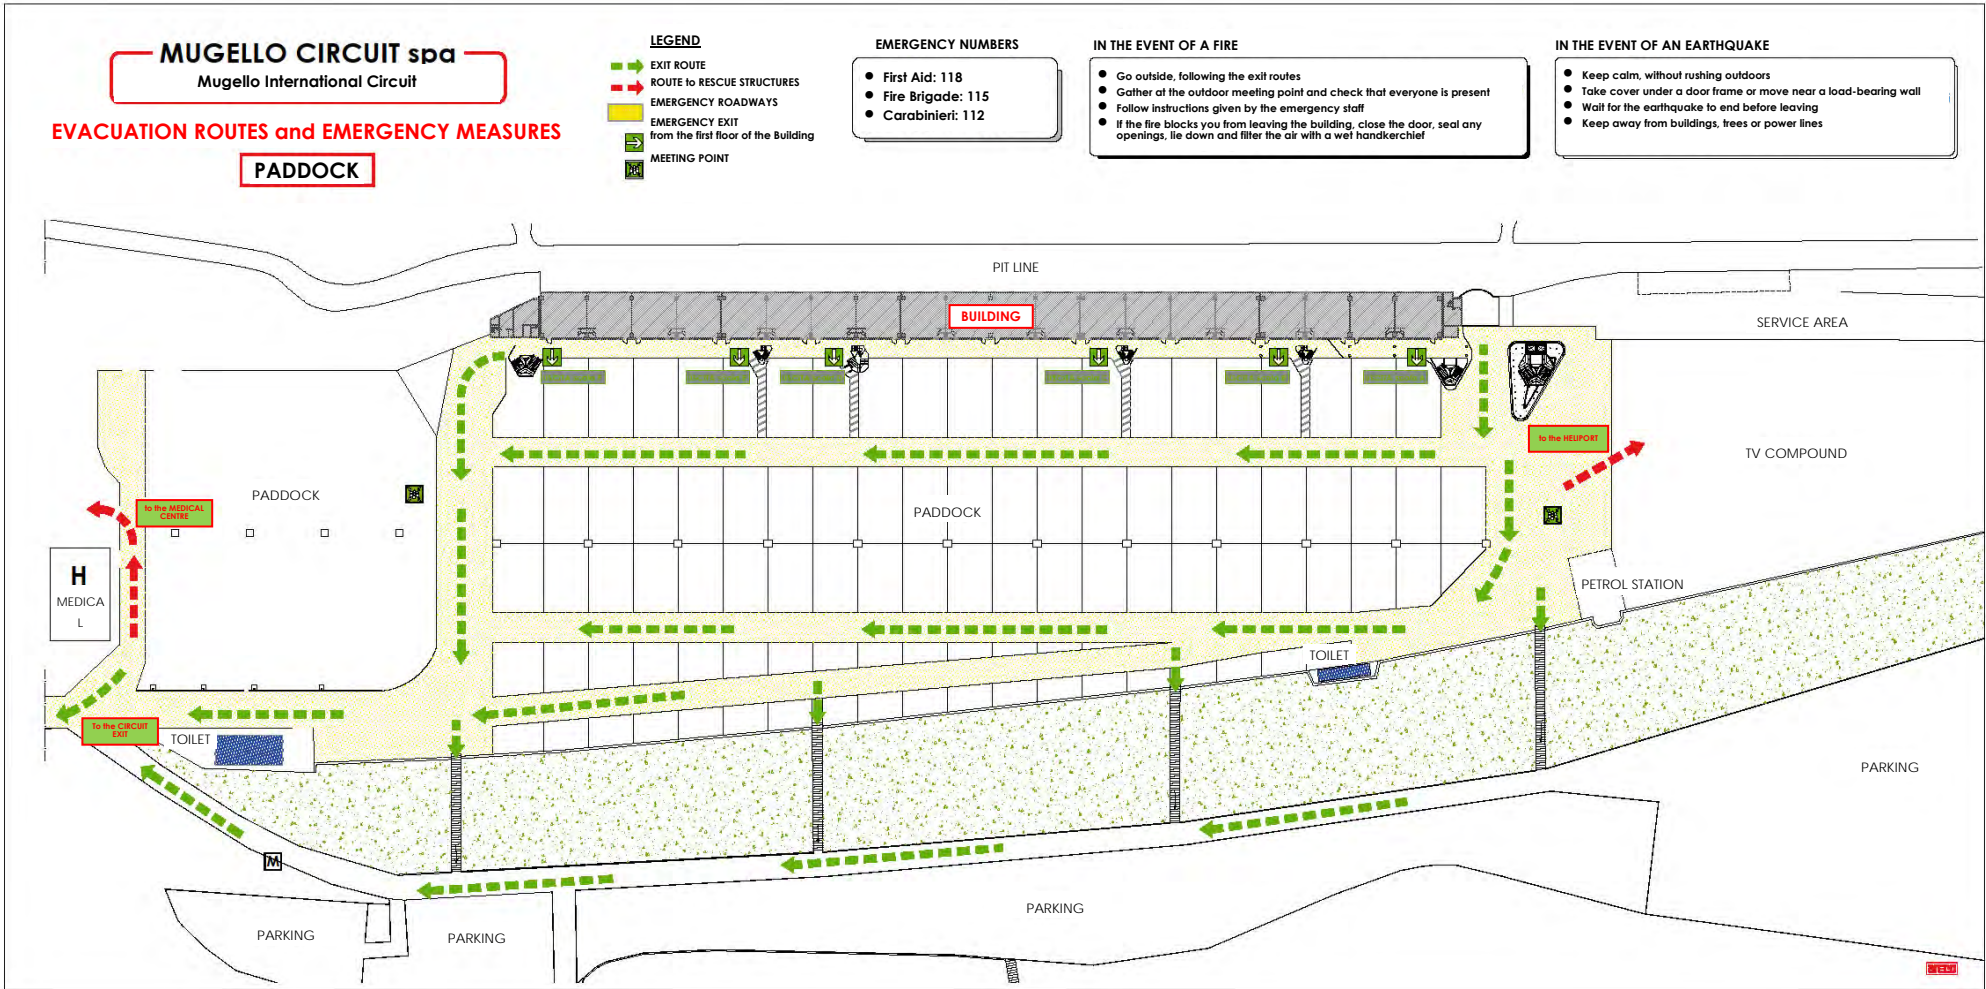 MUGELLO CIRCUIT spa
Mugello International Circuit
EVACUATION ROUTES and EMERGENCY MEASURES
PADDOCK
LEGEND
EXIT ROUTE
ROUTE to RESCUE STRUCTURES
EMERGENCY ROADWAYS
EMERGENCY EXIT
from the first floor of the Building
MEETING POINT
EMERGENCY NUMBERS
First Aid: 118
Fire Brigade: 115
Carabinieri: 112
IN THE EVENT OF A FIRE
Go outside, following the exit routes
Gather at the outdoor meeting point and check that everyone is present
Follow instructions given by the emergency staff
If the fire blocks you from leaving the building, close the door, seal any
openings, lie down and filter the air with a wet handkerchief
IN THE EVENT OF AN EARTHQUAKE
Keep calm, without rushing outdoors
Take cover under a door frame or move near a load-bearing wall
Wait for the earthquake to end before leaving
Keep away from buildings, trees or power lines
PIT LINE
BUILDING
SERVICE AREA
to the HELIPORT
TV COMPOUND
PADDOCK
to the MEDICAL
CENTRE
PADDOCK
H
MEDICA
L
PETROL STATION
TOILET
To the CIRCUIT
EXIT
TOILET
PARKING
M
PARKING
PARKING
PARKING